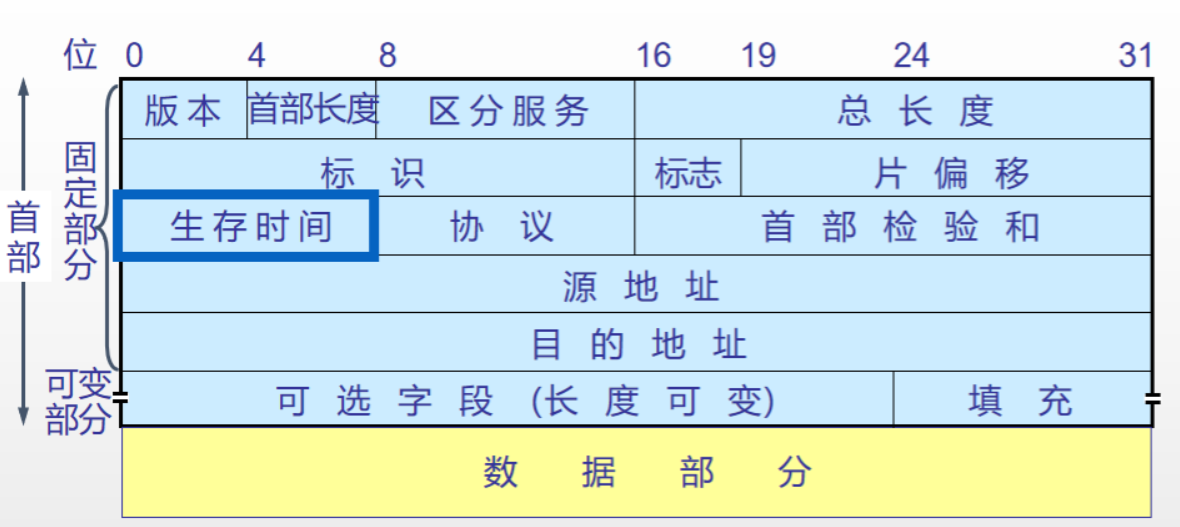 位 0 4 8 16 19 24 31
版本 首部长度 区分服务 总长度
标识 标志 片偏移
生存时间 协议 首部检验和
源地址
目的地址
可选字段 (长度可变) 填充
数据部分
首部
固定部分
可变部分